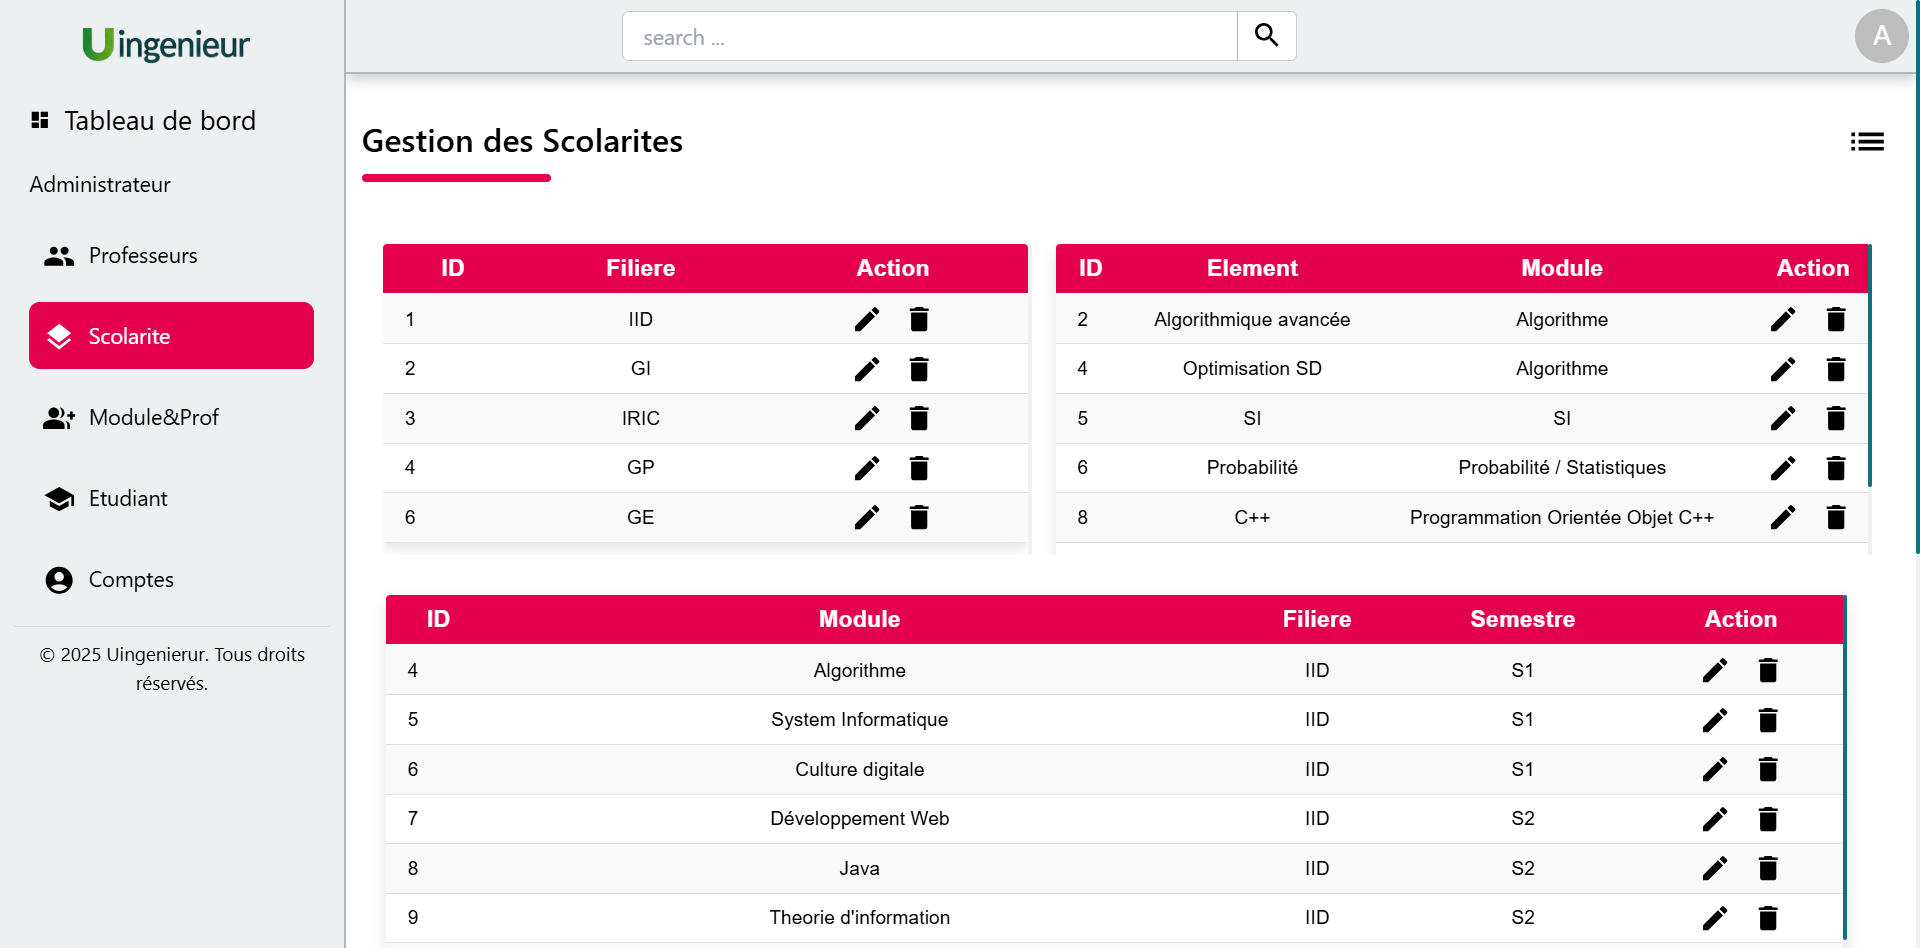 Uingenieur
search ...
A
Tableau de bord
Administrateur
Professeurs
Scolarite
Module&Prof
Etudiant
Comptes
© 2025 Uingenierur. Tous droits
réservés.
Gestion des Scolarites
ID Filiere Action
1 IID
2 GI
3 IRIC
4 GP
6 GE
ID Element Module Action
2 Algorithmique avancée Algorithme
4 Optimisation SD Algorithme
5 SI SI
6 Probabilité Probabilité / Statistiques
8 C++ Programmation Orientée Objet C++
ID Module Filiere Semestre Action
4 Algorithme IID S1
5 System Informatique IID S1
6 Culture digitale IID S1
7 Développement Web IID S2
8 Java IID S2
9 Theorie d'information IID S2